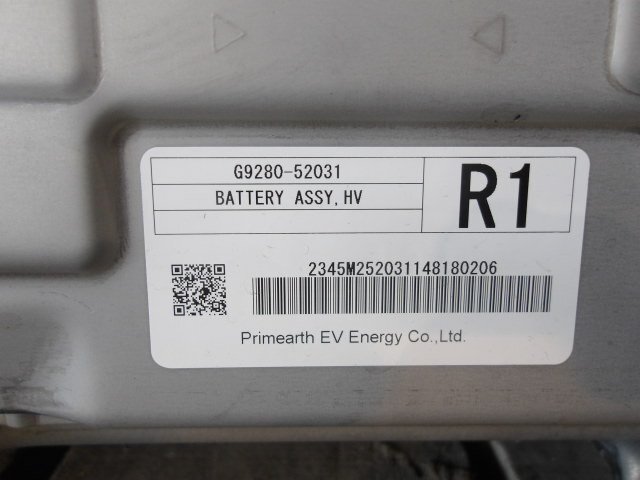 G9280-52031
BATTERY ASSY,HV
R1
2345M252031148180206
Primearth EV Energy Co.,Ltd.